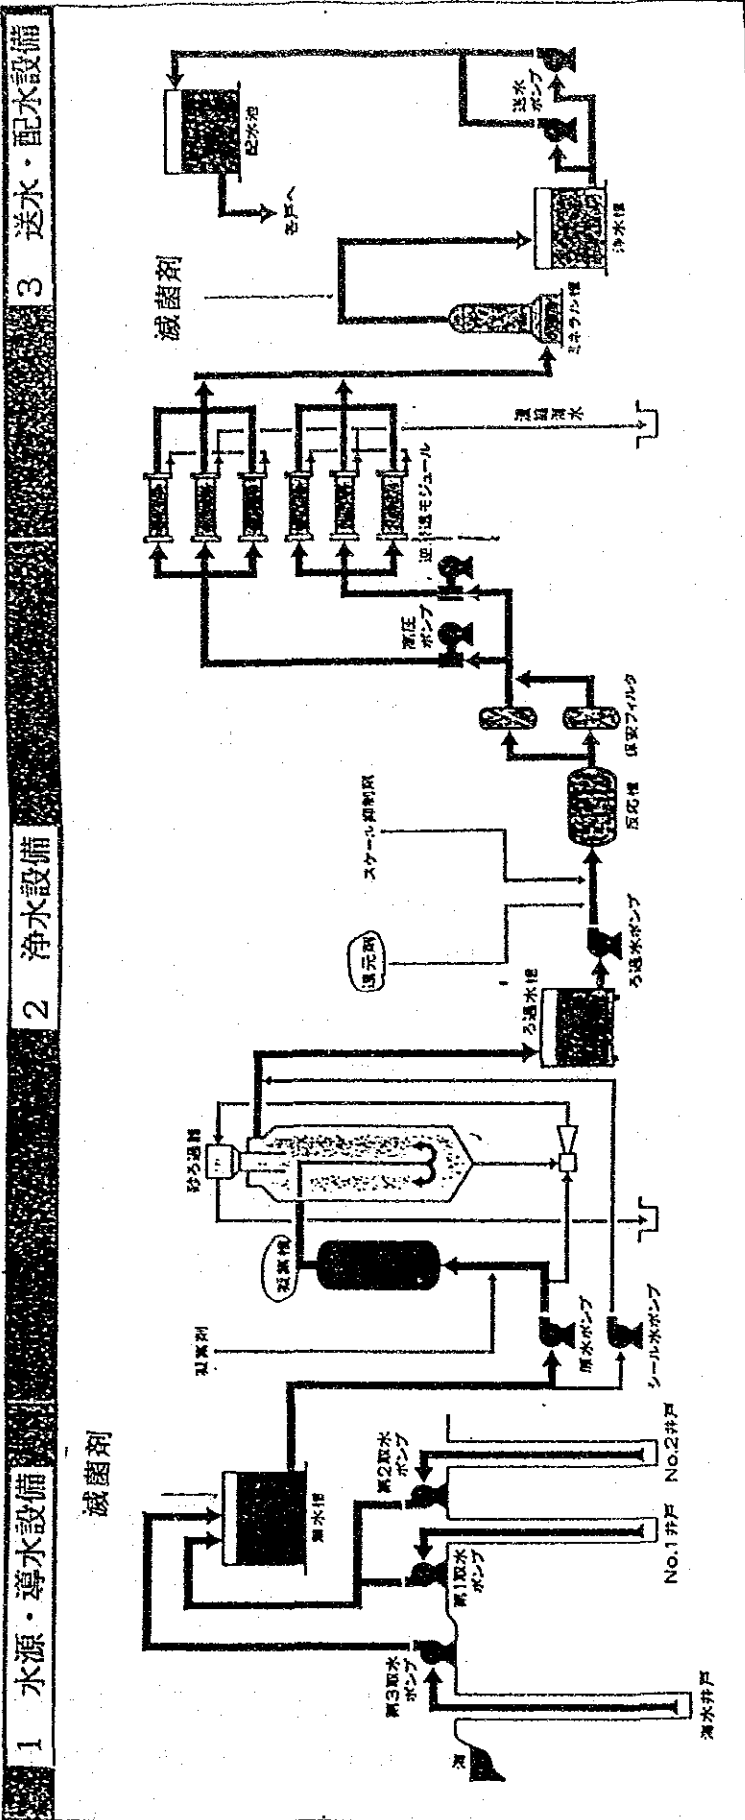 1 水源・導水設備
2 浄水設備
3 送水・配水設備
滅菌剤
海
海水井戸
第3取水
ポンプ
第1取水
ポンプ
No.1井戸
第2取水
ポンプ
No.2井戸
凝集剤
原水ポンプ
シール水ポンプ
凝集槽
砂ろ過器
ろ過水槽
ろ過水ポンプ
還元剤
スケール抑制剤
反応槽
保安フィルタ
高圧
ポンプ
逆浸透モジュール
濃縮海水
滅菌剤
ミネラル槽
浄水槽
送水
ポンプ
配水池
各戸へ